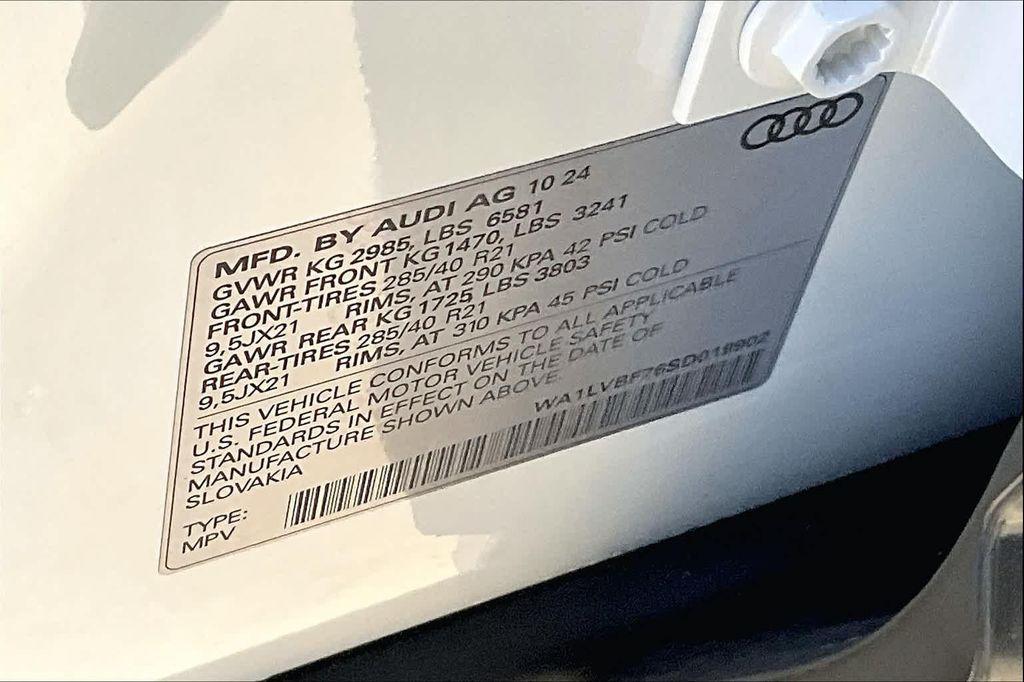 MFD. BY AUDI AG 10 24
GVWR KG 2985, LBS 6581
GAWR FRONT KG1470, LBS 3241
FRONT-TIRES 285/40 R21
9,5JX21 RIMS, AT 290 KPA 42 PSI COLD
GAWR REAR KG 1725 LBS 3803
REAR-TIRES 285/40 R21
9,5JX21 RIMS, AT 310 KPA 45 PSI COLD
THIS VEHICLE CONFORMS TO ALL APPLICABLE
U.S. FEDERAL MOTOR VEHICLE SAFETY
STANDARDS IN EFFECT ON THE DATE OF
MANUFACTURE SHOWN ABOVE.
SLOVAKIA
TYPE:
MPV